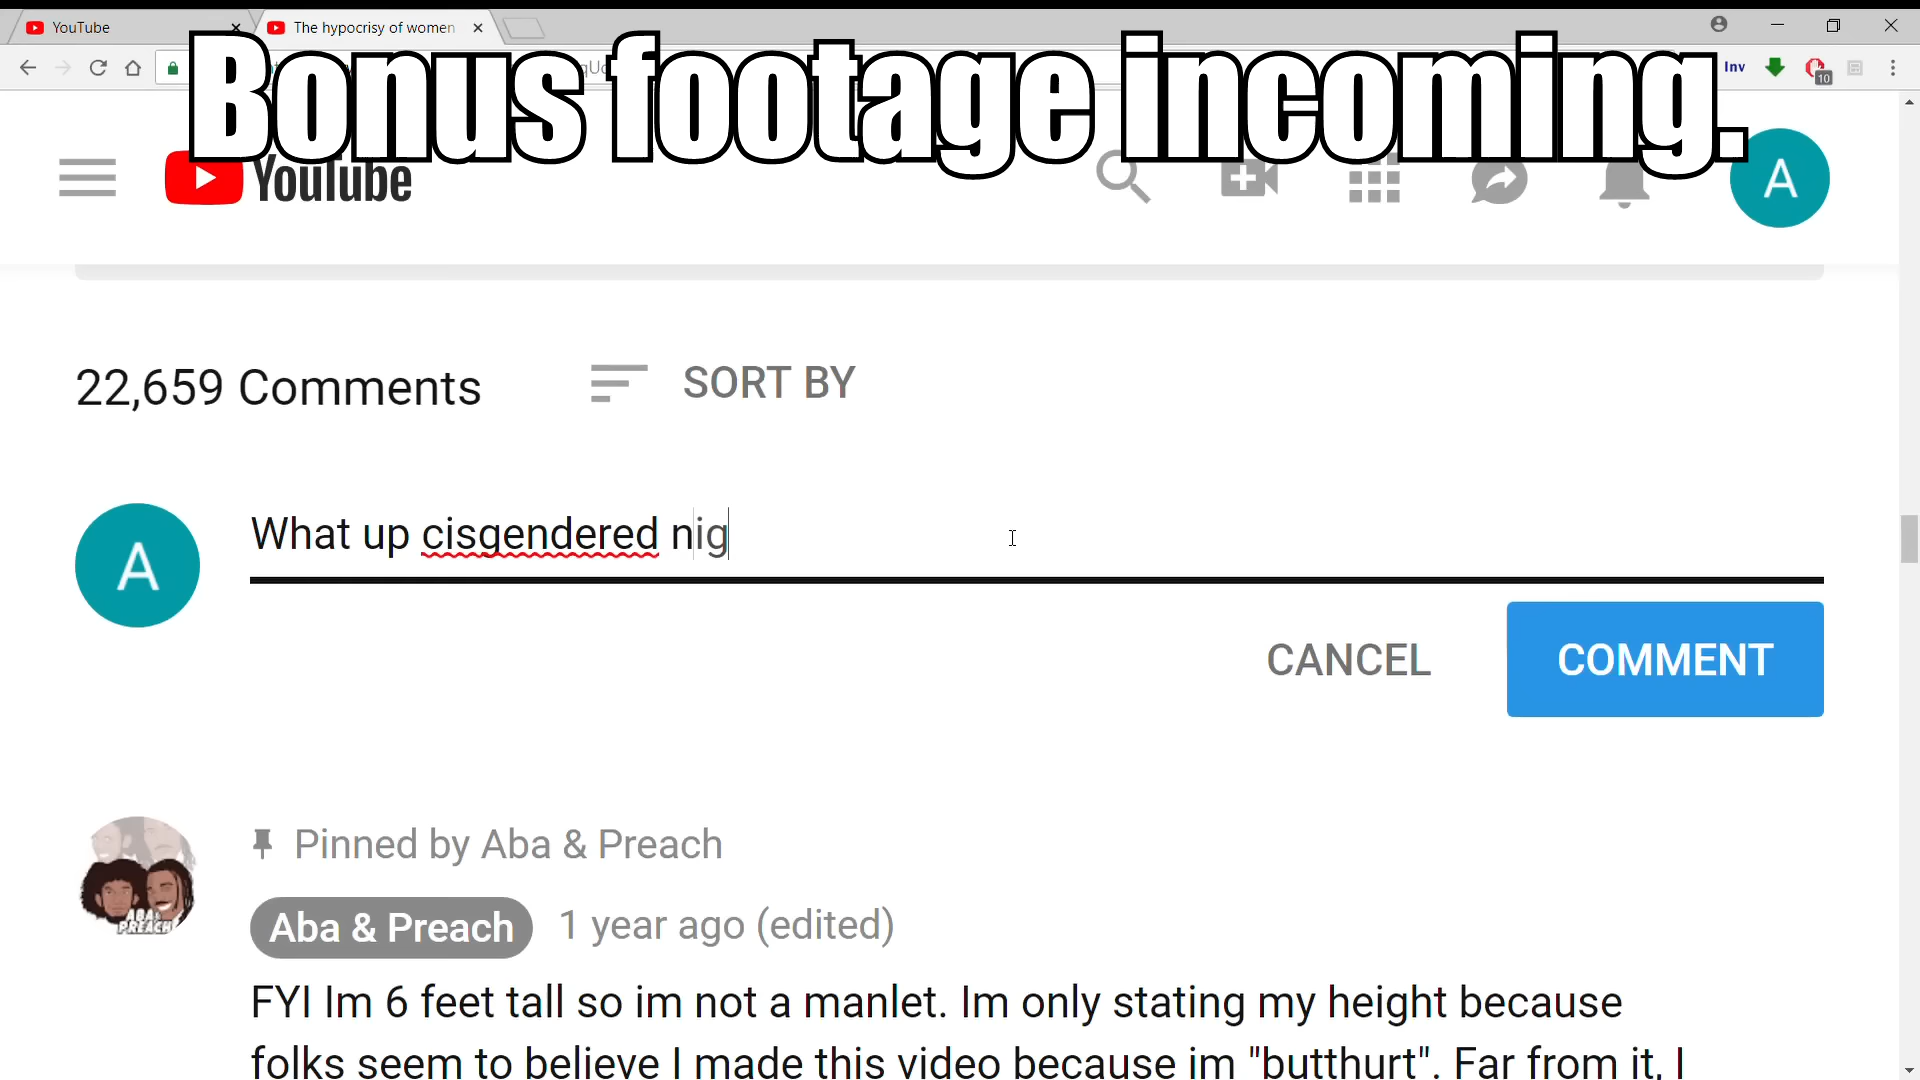 YouTube
The hypocrisy of women
Bonus footage incoming.
Inv
10
YouTube
A
22,659 Comments
SORT BY
A
What up cisgendered nig
CANCEL
COMMENT
Pinned by Aba & Preach
ABA &
PREACH
Aba & Preach 1 year ago (edited)
FYI Im 6 feet tall so im not a manlet. Im only stating my height because
folks seem to believe I made this video because im "butthurt". Far from it, I